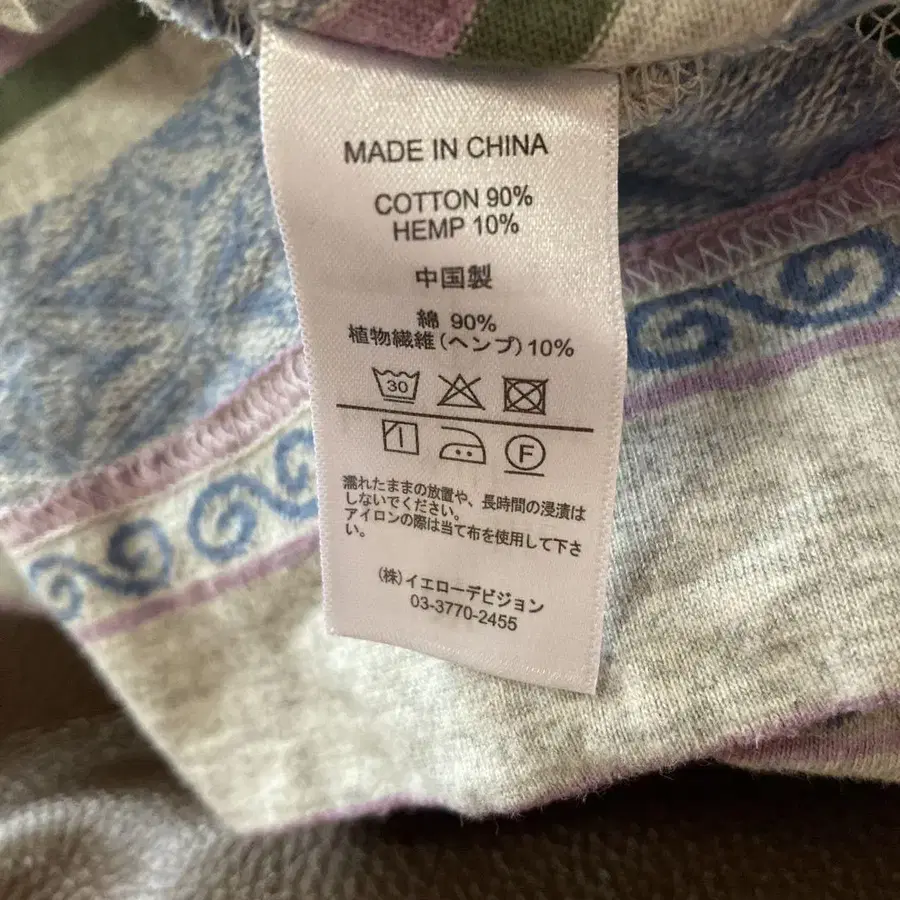 MADE IN CHINA
COTTON 90%
HEMP 10%
中国製
綿 90%
植物繊維(ヘンプ)10%
30
F
濡れたままの放置や、長時間の浸漬は
しないでください。
アイロンの際は当て布を使用して下さ
い。
(株)イエローデビジョン
03-3770-2455